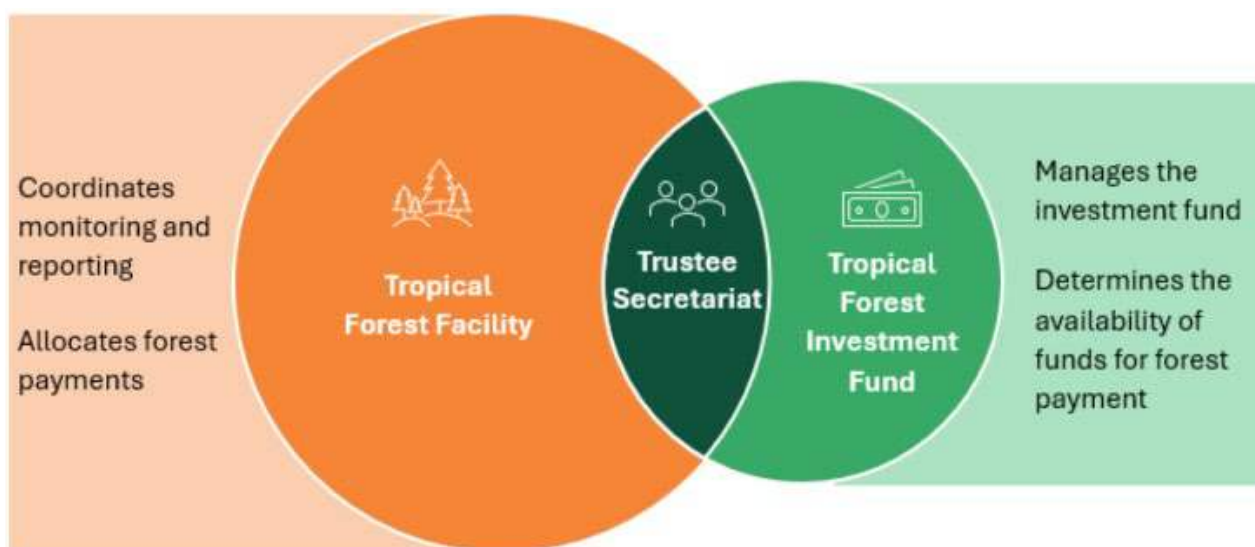 Coordinates
monitoring and
reporting
Allocates forest
payments
Tropical
Forest Facility
Trustee
Secretariat
Tropical
Forest
Investment
Fund
Manages the
investment fund
Determines the
availability of
funds for forest
payment